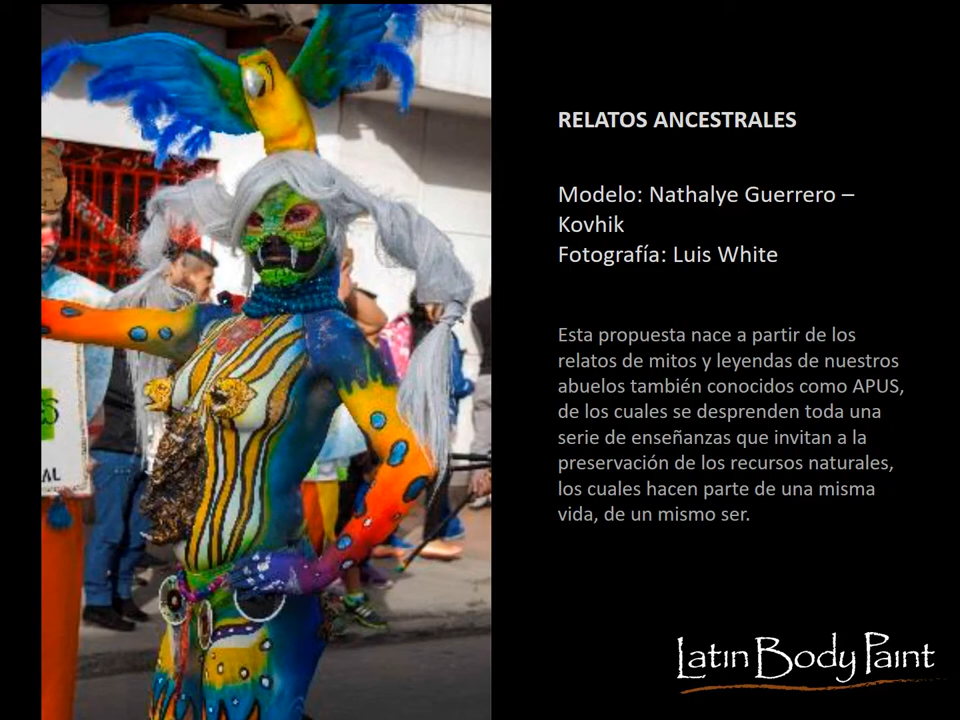 RELATOS ANCESTRALES
Modelo: Nathalye Guerrero –
Kovhik
Fotografía: Luis White
Esta propuesta nace a partir de los
relatos de mitos y leyendas de nuestros
abuelos también conocidos como APUS,
de los cuales se desprenden toda una
serie de enseñanzas que invitan a la
preservación de los recursos naturales,
los cuales hacen parte de una misma
vida, de un mismo ser.
AL
Latin Body Paint